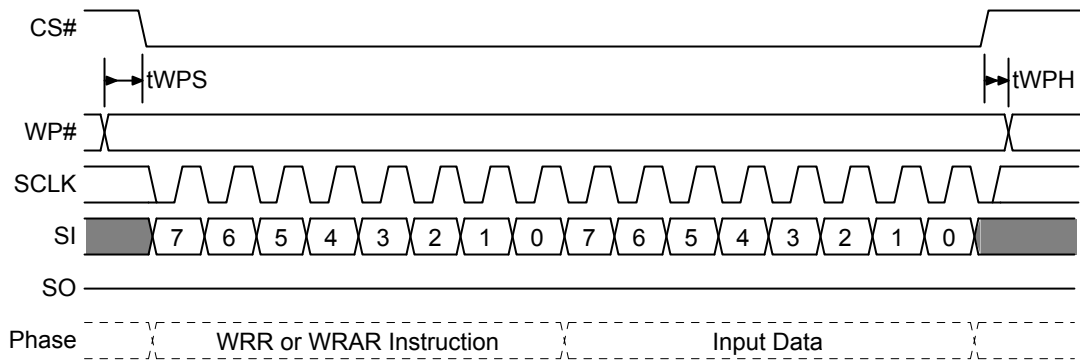 CS#
tWPS
tWPH
WP#
SCLK
SI 7 6 5 4 3 2 1 0 7 6 5 4 3 2 1 0
SO
Phase WRR or WRAR Instruction Input Data